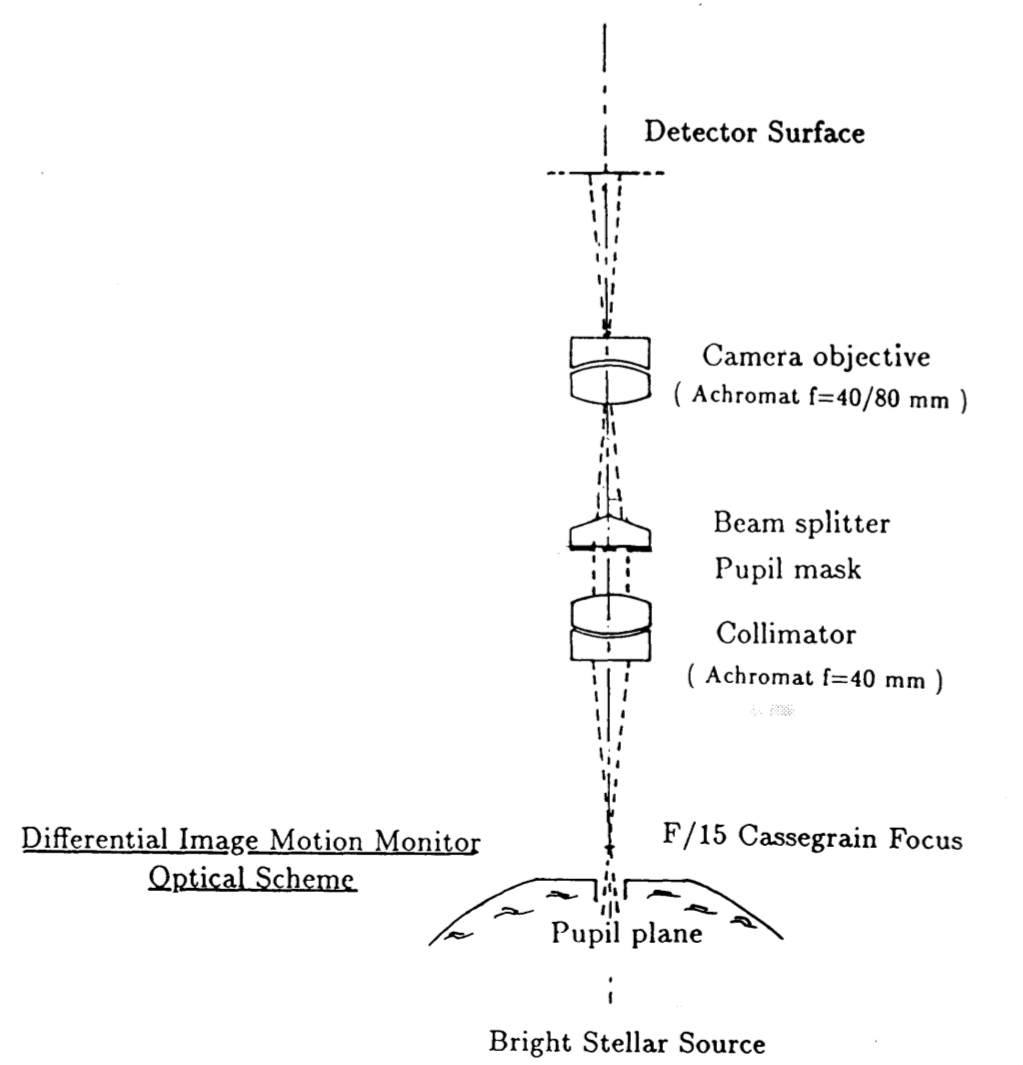 Detector Surface
Camera objective
( Achromat f=40/80 mm )
Beam splitter
Pupil mask
Collimator
( Achromat f=40 mm )
F/15 Cassegrain Focus
Differential Image Motion Monitor
Optical Scheme
Pupil plane
Bright Stellar Source